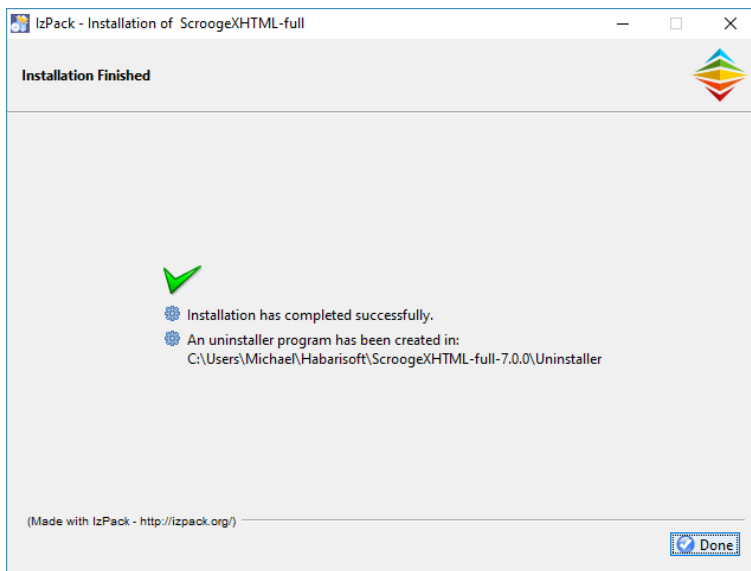 IzPack - Installation of ScroogeXHTML-full
Installation Finished
Installation has completed successfully.
An uninstaller program has been created in:
C:\Users\Michael\Habarisoft\ScroogeXHTML-full-7.0.0\Uninstaller
(Made with IzPack - http://izpack.org/)
Done